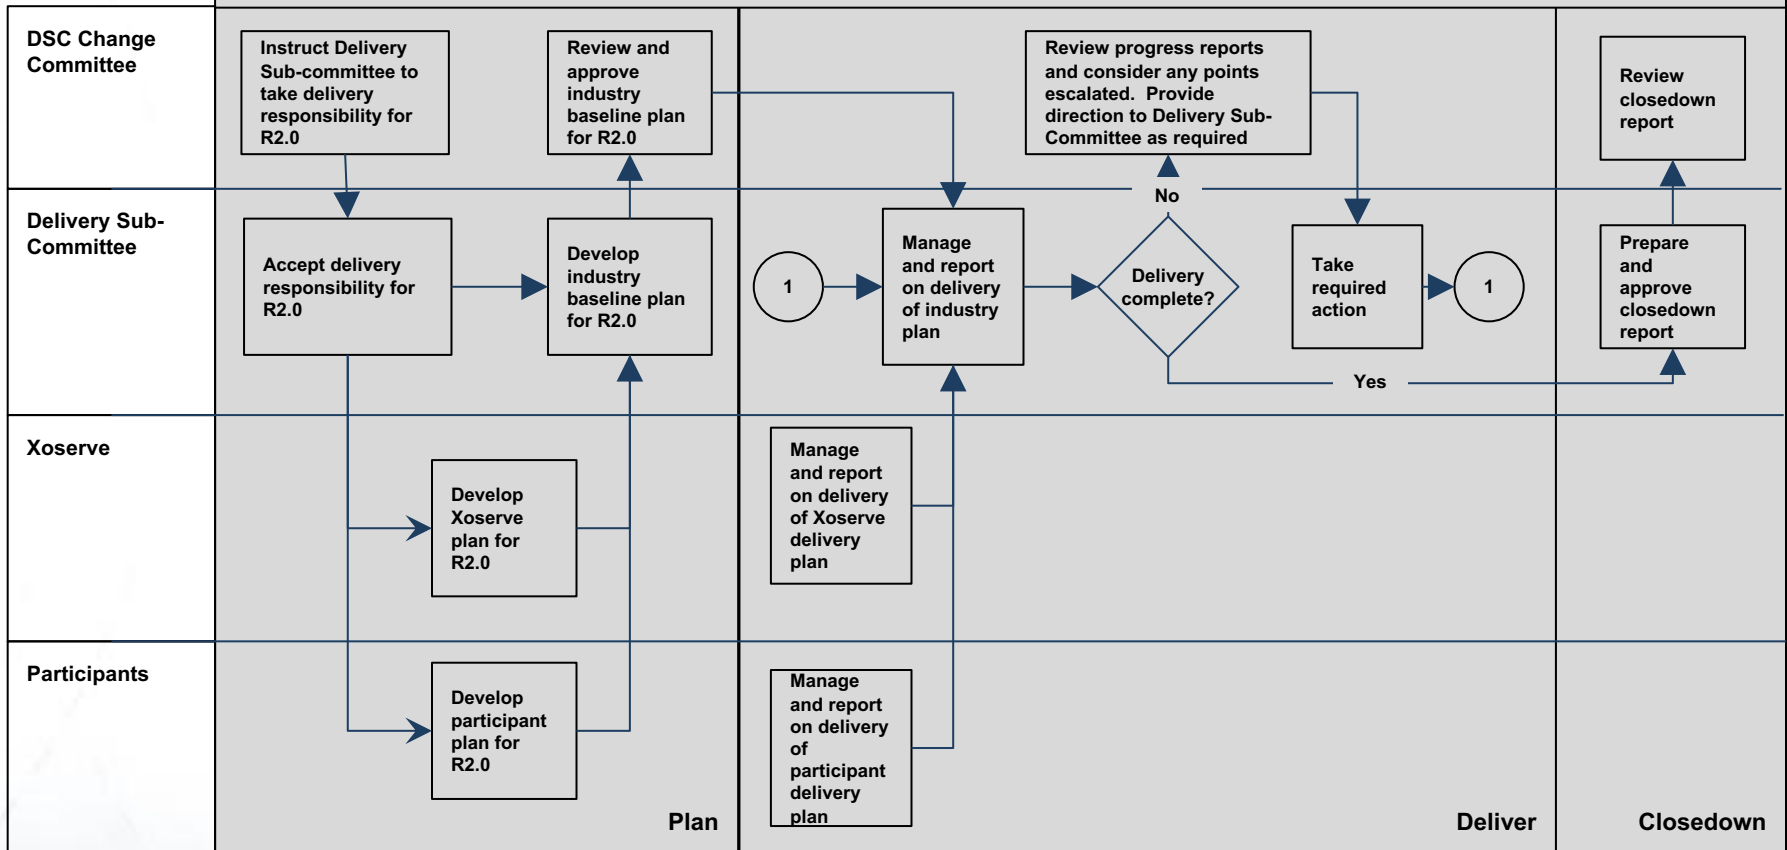 DSC Change
Committee
Instruct Delivery
Sub-committee to
take delivery
responsibility for
R2.0
Review and
approve
industry
baseline plan
for R2.0
Review progress reports
and consider any points
escalated.  Provide
direction to Delivery Sub-
Committee as required
Review
closedown
report
No
Delivery Sub-
Committee
Accept delivery
responsibility for
R2.0
Develop
industry
baseline plan
for R2.0
1
Manage
and report
on delivery
of industry
plan
Delivery
complete?
Take
required
action
1
Prepare
and
approve
closedown
report
Yes
Xoserve
Develop
Xoserve
plan for
R2.0
Manage
and report
on delivery
of Xoserve
delivery
plan
Participants
Develop
participant
plan for
R2.0
Manage
and report
on delivery
of
participant
delivery
plan
Plan
Deliver
Closedown